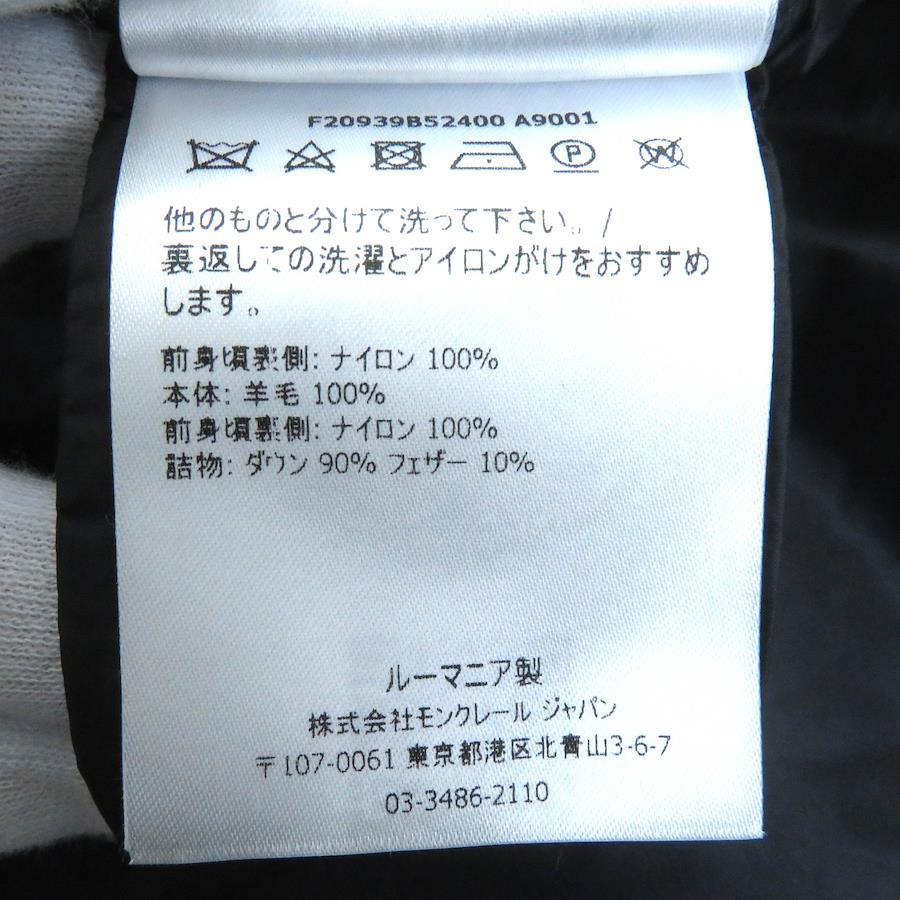 F20939B52400 A9001
他のものと分けて洗って下さい。/
裏返しての洗濯とアイロンがけをおすすめ
します。
前身頃裏側: ナイロン 100%
本体: 羊毛 100%
前身頃裏側: ナイロン 100%
詰物: ダウン 90% フェザー 10%
ルーマニア製
株式会社モンクレール ジャパン
〒107-0061 東京都港区北青山3-6-7
03-3486-2110